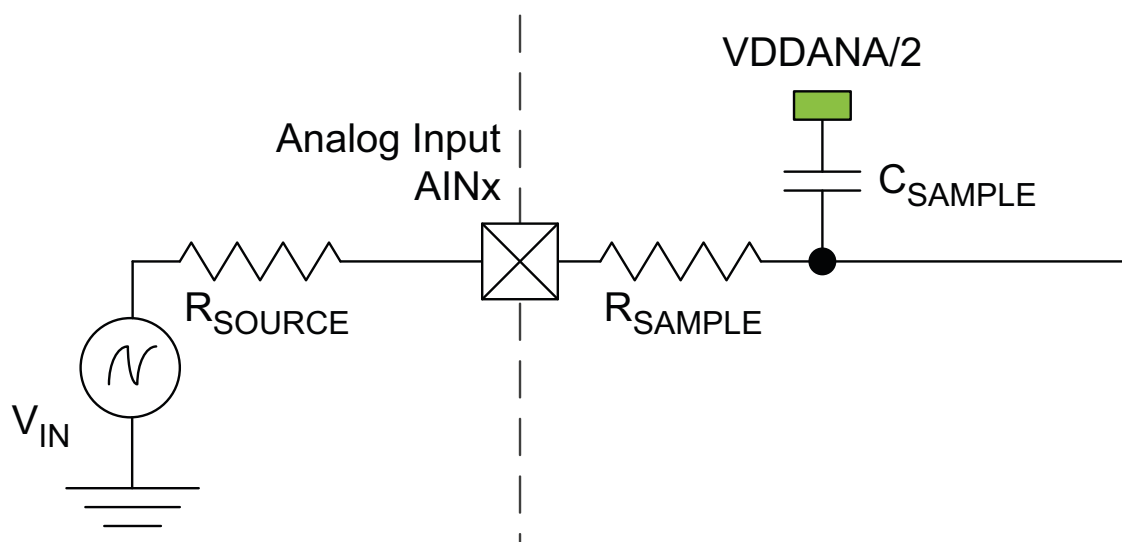 VDDANA/2
Analog Input
AINx
CSAMPLE
RSOURCE
RSAMPLE
VIN